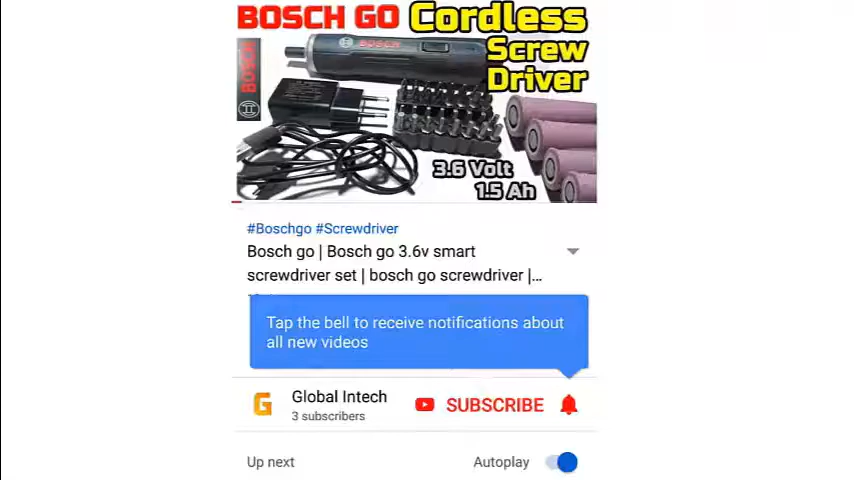 BOSCH GO Cordless
Screw
Driver
BOSCH
BOSCH
3.6 Volt
1.5 Ah
#Boschgo #Screwdriver
Bosch go | Bosch go 3.6v smart
screwdriver set | bosch go screwdriver |...
Tap the bell to receive notifications about
all new videos
Global Intech
3 subscribers
SUBSCRIBE
Up next
Autoplay